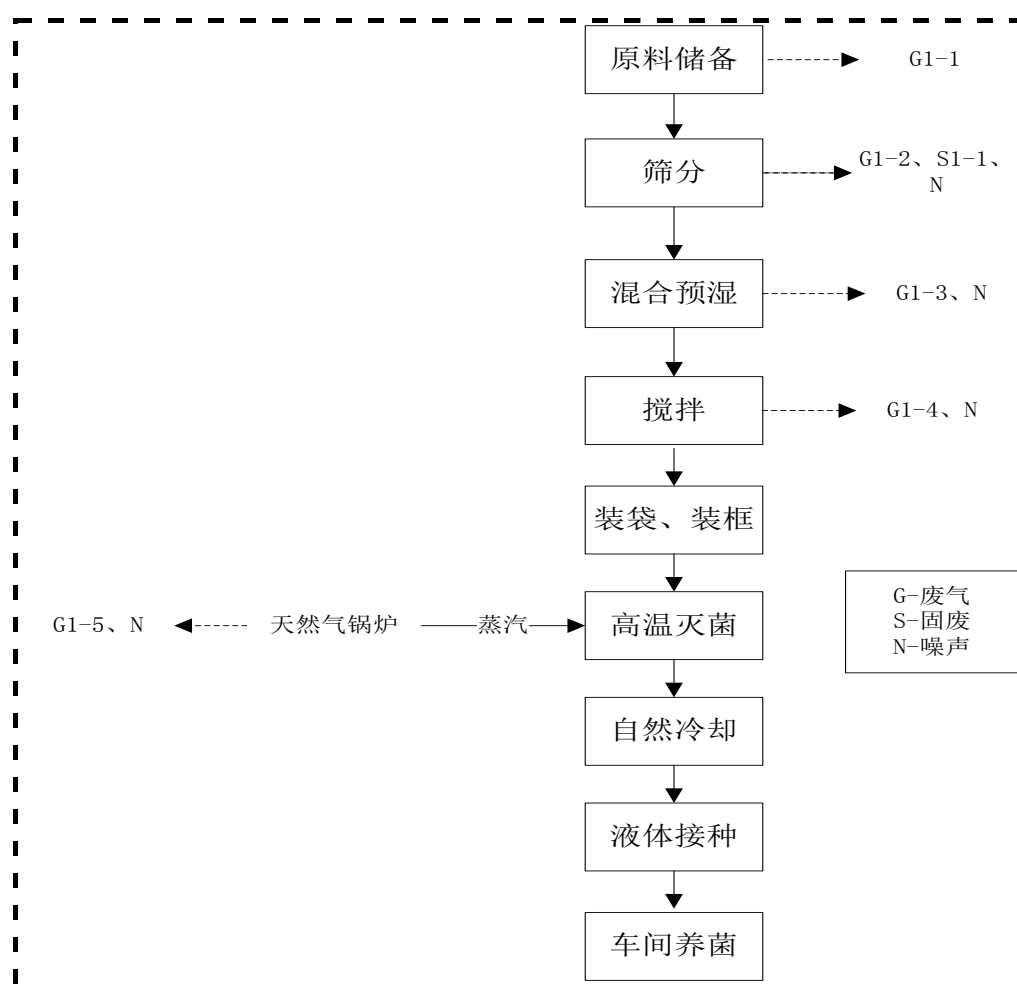 原料储备
G1-1
筛分
G1-2、S1-1、
N
混合预湿
G1-3、N
搅拌
G1-4、N
装袋、装框
G-废气
S-固废
N-噪声
G1-5、N
天然气锅炉
蒸汽
高温灭菌
自然冷却
液体接种
车间养菌